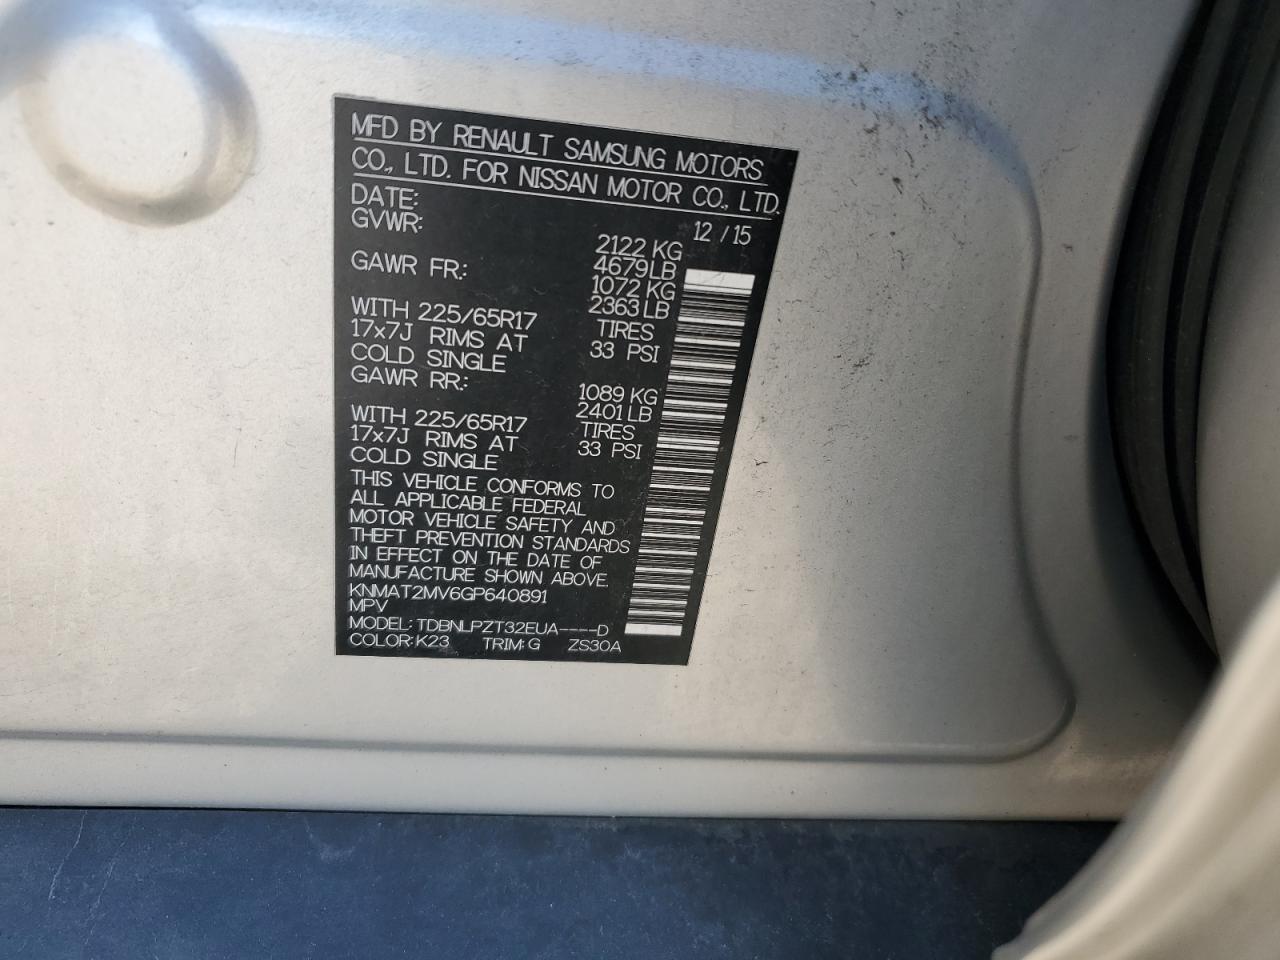 MFD BY RENAULT SAMSUNG MOTORS
CO., LTD. FOR NISSAN MOTOR CO., LTD.
DATE: 12 / 15
GVWR: 2122 KG
4679 LB
GAWR FR.: 1072 KG
2363 LB
WITH 225/65R17 TIRES
17x7J RIMS AT 33 PSI
COLD SINGLE
GAWR RR.: 1089 KG
2401 LB
WITH 225/65R17 TIRES
17x7J RIMS AT 33 PSI
COLD SINGLE
THIS VEHICLE CONFORMS TO
ALL APPLICABLE FEDERAL
MOTOR VEHICLE SAFETY AND
THEFT PREVENTION STANDARDS
IN EFFECT ON THE DATE OF
MANUFACTURE SHOWN ABOVE.
KNMAT2MV6GP640891
MPV
MODEL: TDBNLPZT32EUA----D
COLOR: K23 TRIM: G ZS30A